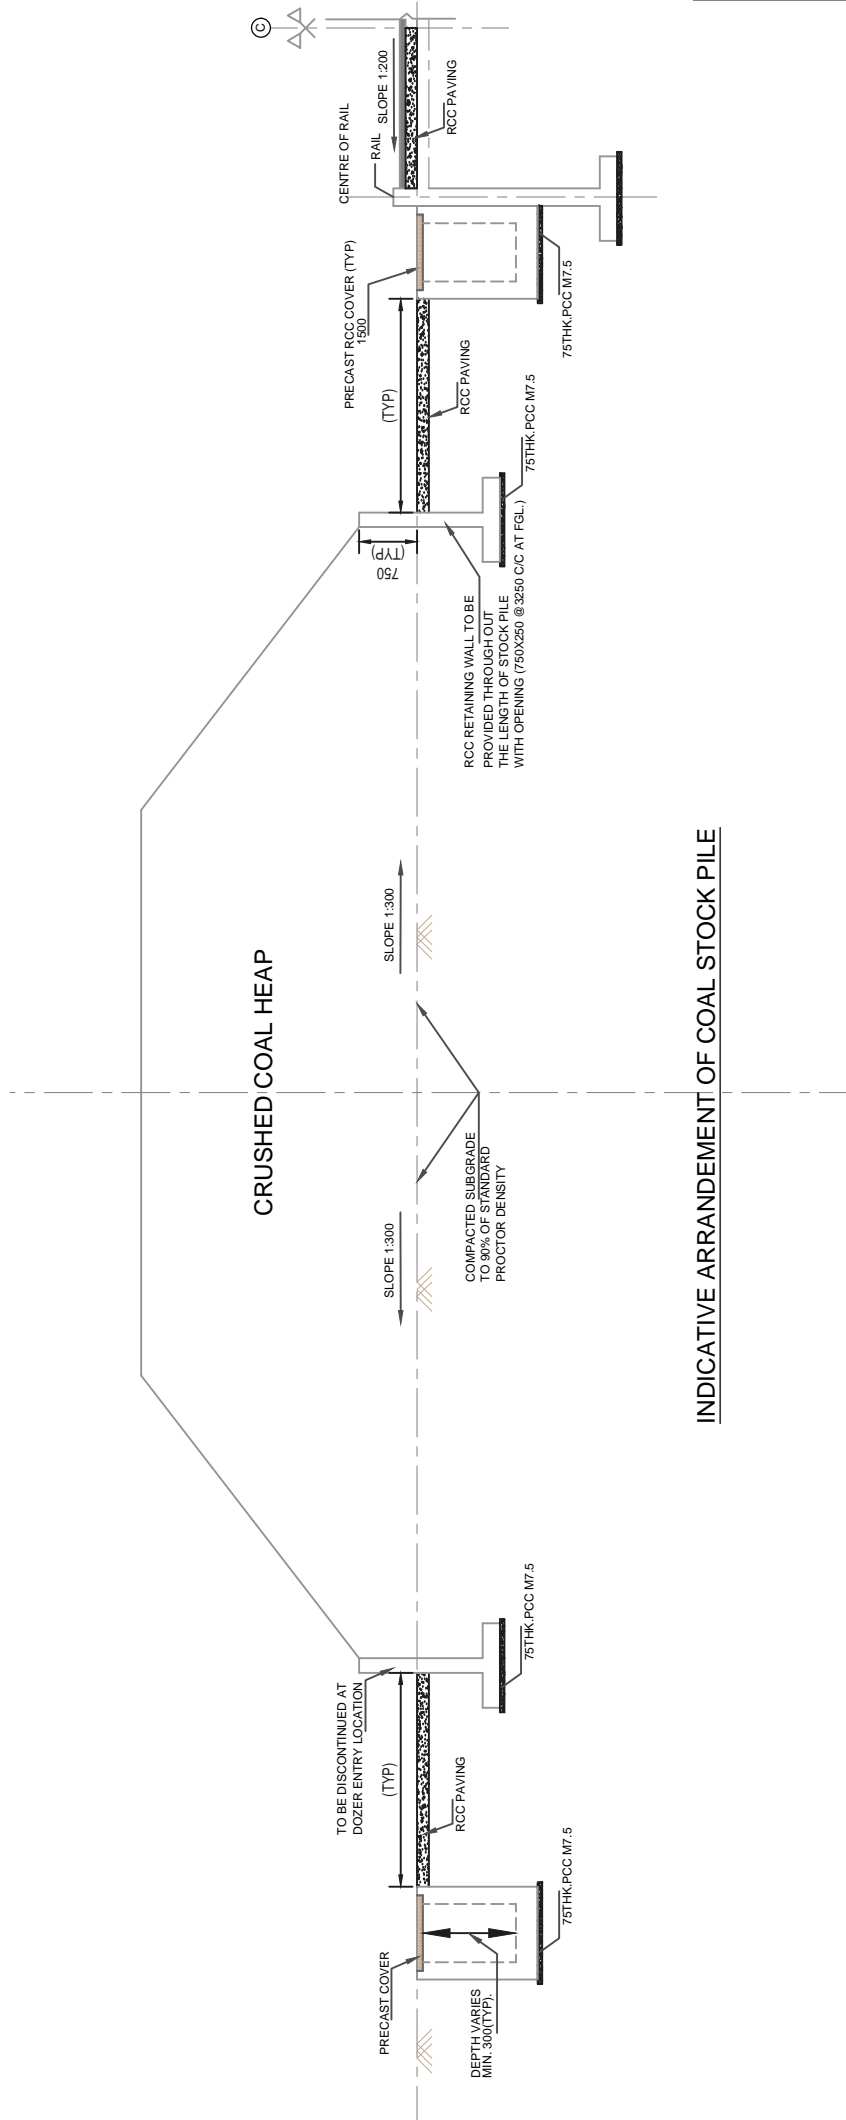 PRECAST COVER
DEPTH VARIES
MIN. 300(TYP).
75THK.PCC M7.5
RCC PAVING
(TYP)
TO BE DISCONTINUED AT
DOZER ENTRY LOCATION
75THK.PCC M7.5
SLOPE 1:300
CRUSHED COAL HEAP
COMPACTED SUBGRADE
TO 90% OF STANDARD
PROCTOR DENSITY
SLOPE 1:300
RCC RETAINING WALL TO BE
PROVIDED THROUGH OUT
THE LENGTH OF STOCK PILE
WITH OPENING (750X250 @ 3250 C/C AT FGL.)
750
(TYP)
75THK.PCC M7.5
(TYP)
RCC PAVING
PRECAST RCC COVER (TYP)
1500
75THK.PCC M7.5
CENTRE OF RAIL
RAIL
SLOPE 1:200
RCC PAVING
C
INDICATIVE ARRANDEMENT OF COAL STOCK PILE